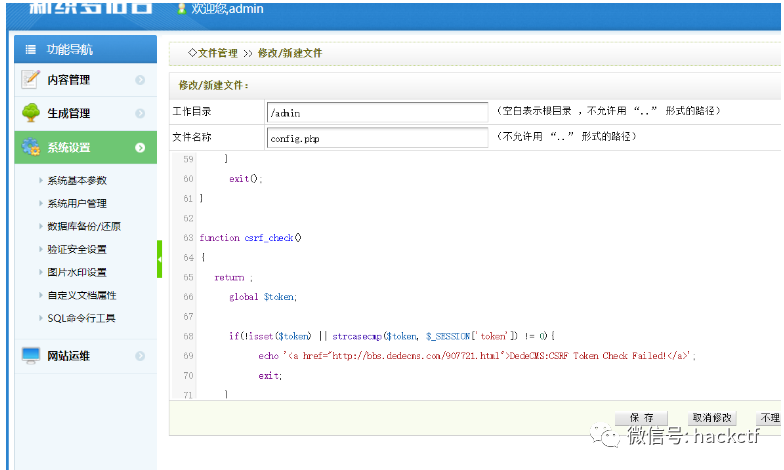 欢迎您,admin
功能导航
内容管理
生成管理
系统设置
系统基本参数
系统用户管理
数据库备份/还原
验证安全设置
图片水印设置
自定义文档属性
SQL命令行工具
网站运维
◇文件管理 >> 修改/新建文件
修改/新建文件:
工作目录 /admin (空白表示根目录 ,不允许用 “..” 形式的路径)
文件名称 config.php (不允许用 “..” 形式的路径)
59 }
60 exit();
61 }
62
63 function csrf_check()
64 {
65 return ;
66 global $token;
67
68 if(!isset($token) || strcasecmp($token, $_SESSION['token']) != 0){
69 echo '<a href="http://bbs.dedecms.com/907721.html">DedeCMS:CSRF Token Check Failed!</a>';
70 exit;
71 }
保 存 取消修改 不理
微信号: hackctf